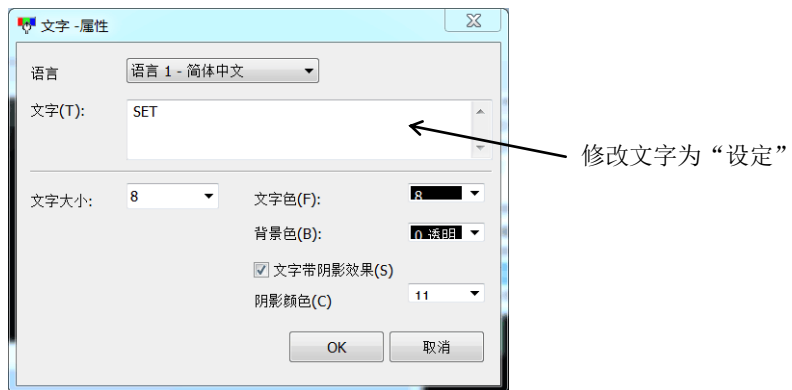 文字 -属性
语言
语言 1 - 简体中文
文字(T):
SET
修改文字为“设定”
文字大小:
8
文字色(F):
8
背景色(B):
0 透明
文字带阴影效果(S)
阴影颜色(C)
11
OK
取消